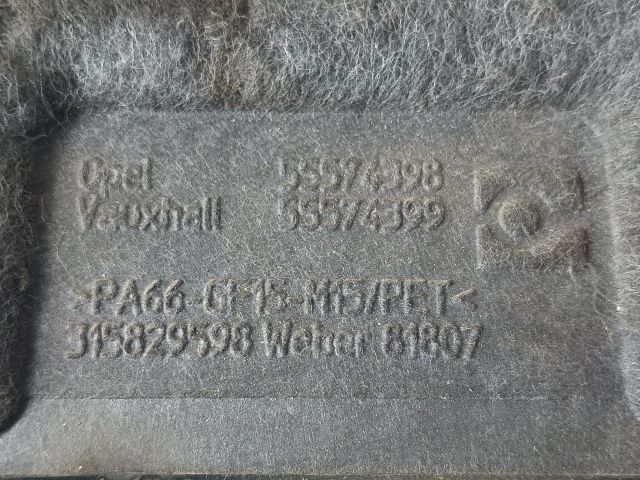 Opel 55574398
Vauxhall 55574399
>PA66-GF15-M15/PET<
315829598 Weber 81807